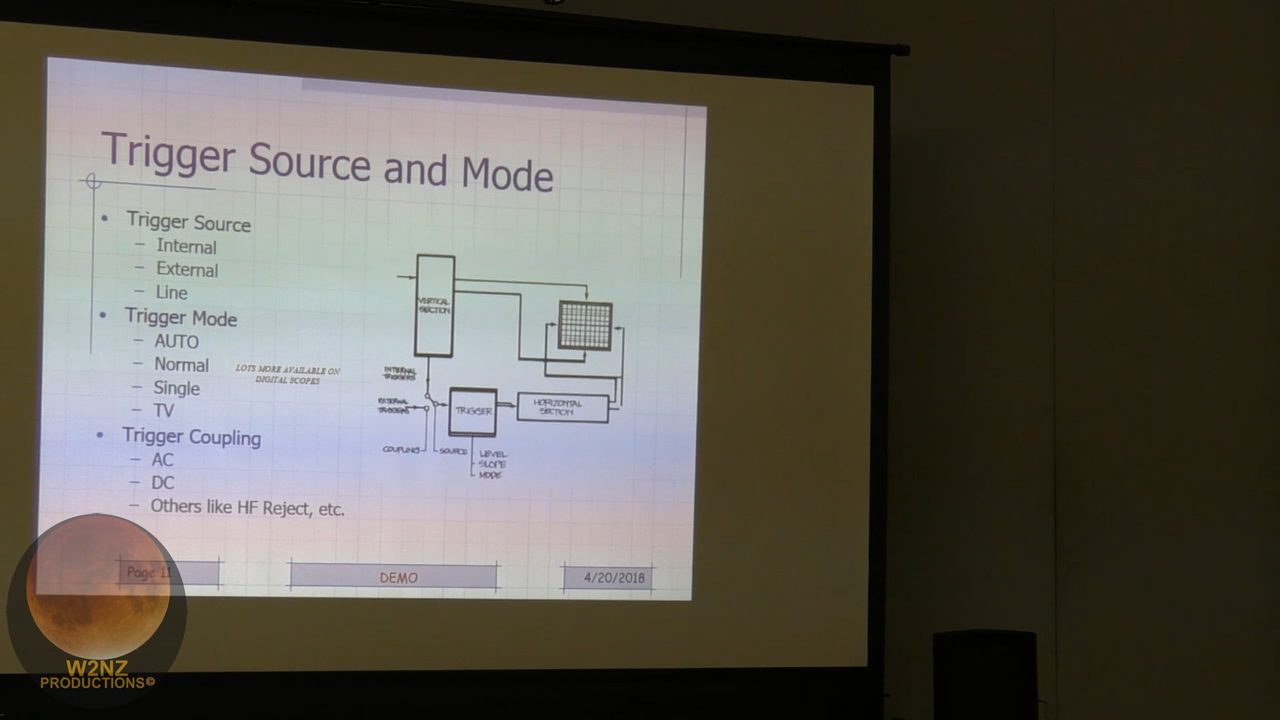 Trigger Source and Mode
• Trigger Source
– Internal
– External
– Line
• Trigger Mode
– AUTO
– Normal
– Single
– TV
LOTS MORE AVAILABLE ON
DIGITAL SCOPES
• Trigger Coupling
– AC
– DC
– Others like HF Reject, etc.
VERTICAL
SECTION
INTERNAL
TRIGGERS
EXTERNAL
TRIGGERS
TRIGGER
HORIZONTAL
SECTION
COUPLING
SOURCE
LEVEL
SLOPE
MODE
Page 11
DEMO
4/20/2018
W2NZ
PRODUCTIONS©